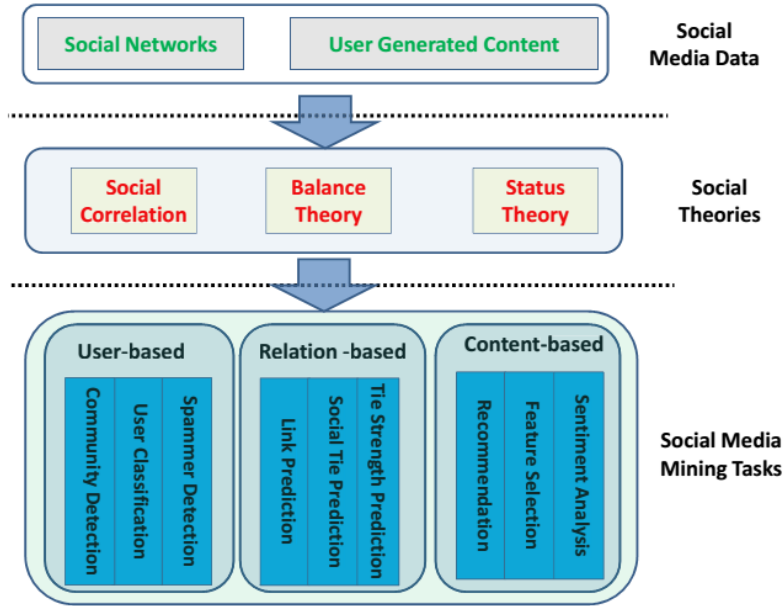 Social Networks
User Generated Content
Social
Media Data
Social
Correlation
Balance
Theory
Status
Theory
Social
Theories
User-based
Community Detection
User Classification
Spammer Detection
Relation -based
Link Prediction
Social Tie Prediction
Tie Strength Prediction
Content-based
Recommendation
Feature Selection
Sentiment Analysis
Social Media
Mining Tasks